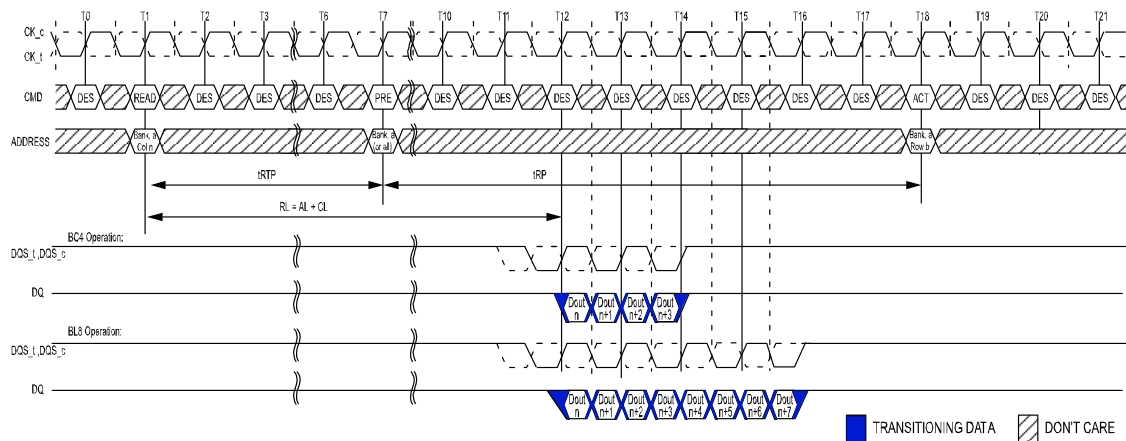 T0 T1 T2 T3 T6 T7 T10 T11 T12 T13 T14 T15 T16 T17 T18 T19 T20 T21
CK_c
CK_t
CMD DES READ DES DES DES PRE DES DES DES DES DES DES DES DES ACT DES DES DES
ADDRESS
Bank, a
Col n
Bank, a
(or all)
Bank, a
Row b
tRTP
tRP
RL = AL + CL
BC4 Operation:
DQS_t ,DQS_c
DQ
Dout
n
Dout
n+1
Dout
n+2
Dout
n+3
BL8 Operation:
DQS_t ,DQS_c
DQ
Dout
n
Dout
n+1
Dout
n+2
Dout
n+3
Dout
n+4
Dout
n+5
Dout
n+6
Dout
n+7
TRANSITIONING DATA
DON'T CARE